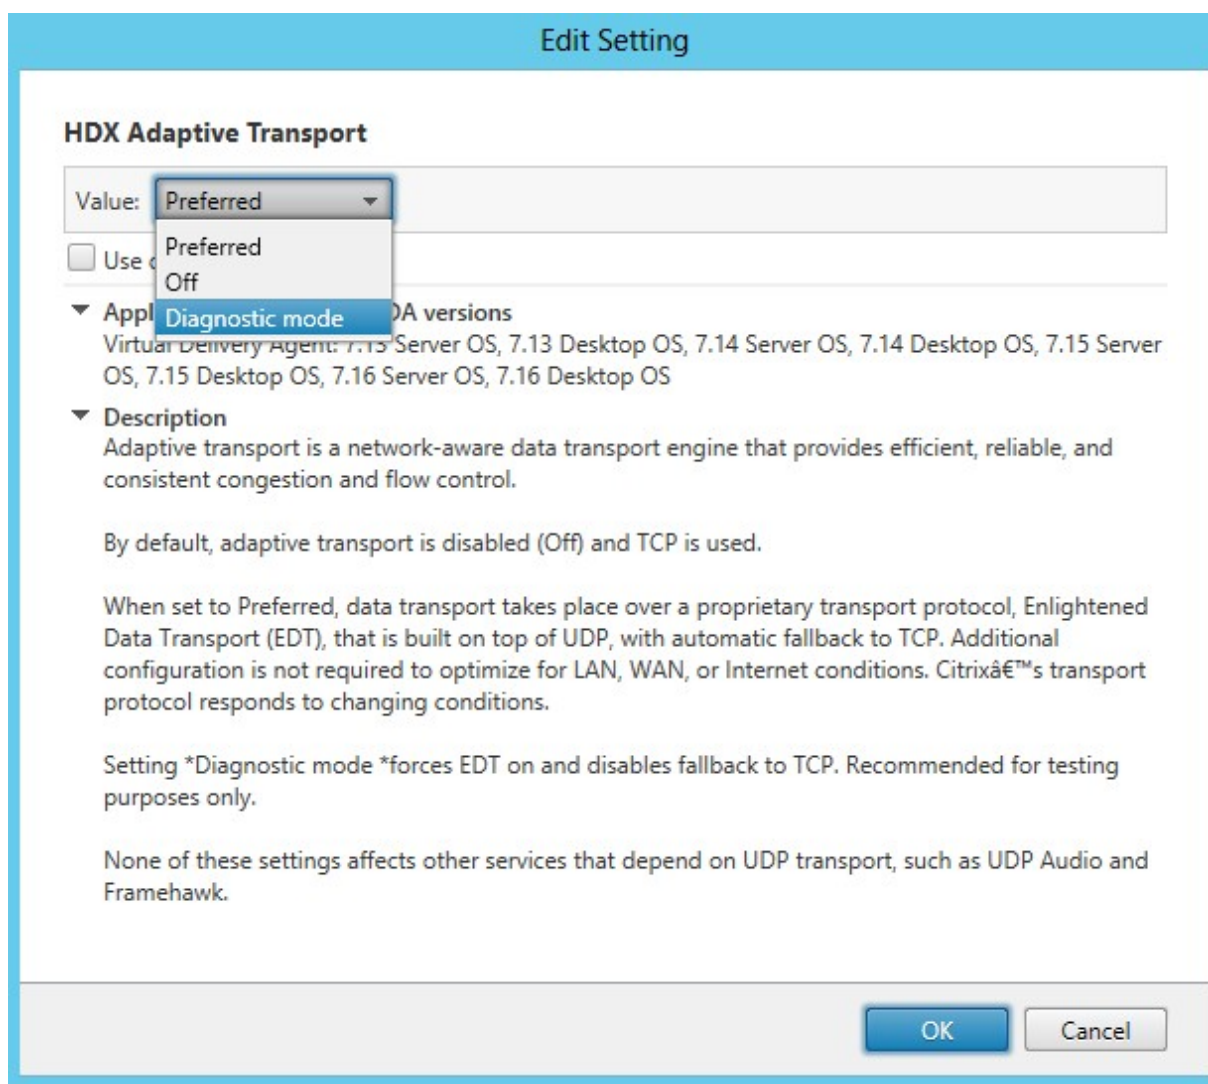 Edit Setting
HDX Adaptive Transport
Value: Preferred
Preferred
Use
Off
Diagnostic mode
versions
Virtual Delivery Agent: 7.13 Server OS, 7.13 Desktop OS, 7.14 Server OS, 7.14 Desktop OS, 7.15 Server
OS, 7.15 Desktop OS, 7.16 Server OS, 7.16 Desktop OS
Description
Adaptive transport is a network-aware data transport engine that provides efficient, reliable, and
consistent congestion and flow control.
By default, adaptive transport is disabled (Off) and TCP is used.
When set to Preferred, data transport takes place over a proprietary transport protocol, Enlightened
Data Transport (EDT), that is built on top of UDP, with automatic fallback to TCP. Additional
configuration is not required to optimize for LAN, WAN, or Internet conditions. Citrixâ€™s transport
protocol responds to changing conditions.
Setting *Diagnostic mode *forces EDT on and disables fallback to TCP. Recommended for testing
purposes only.
None of these settings affects other services that depend on UDP transport, such as UDP Audio and
Framehawk.
OK Cancel